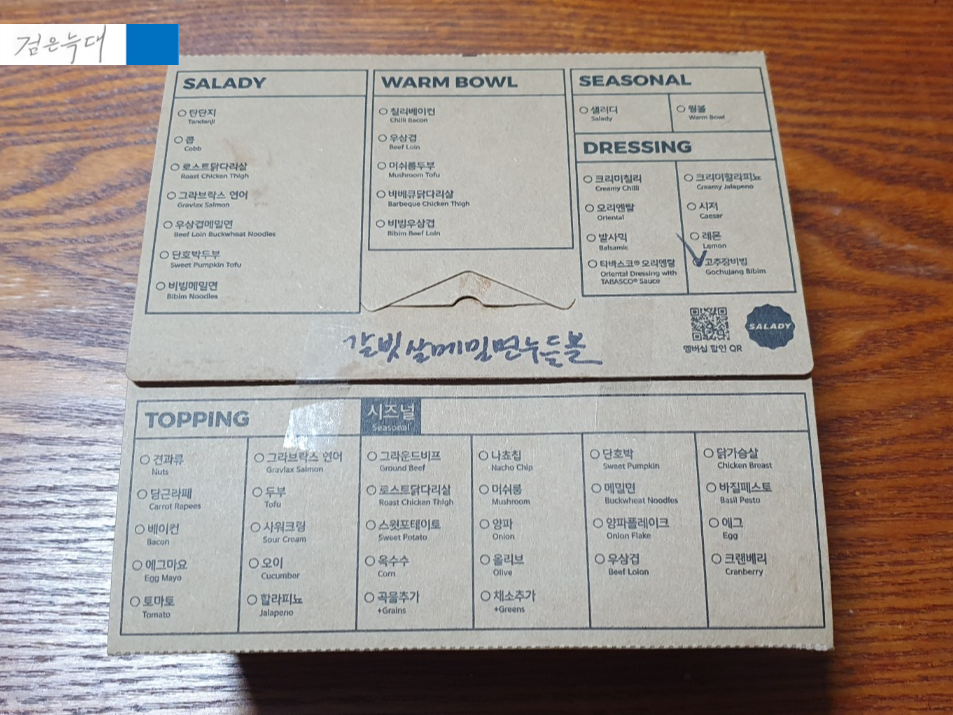 검은늑대
SALADY
탄단지
Tandanji
콥
Cobb
로스트닭다리살
Roast Chicken Thigh
그라브락스 연어
Gravlax Salmon
우삼겹메밀면
Beef Loin Buckwheat Noodles
단호박두부
Sweet Pumpkin Tofu
비빔메밀면
Bibim Noodles
WARM BOWL
칠리베이컨
Chilli Bacon
우삼겹
Beef Loin
머쉬룸두부
Mushroom Tofu
바베큐닭다리살
Barbeque Chicken Thigh
비빔우삼겹
Bibim Beef Loin
SEASONAL
샐러디
Salady
웜볼
Warm Bowl
DRESSING
크리미칠리
Creamy Chilli
오리엔탈
Oriental
발사믹
Balsamic
타바스코® 오리엔탈
Oriental Dressing with
TABASCO® Sauce
크리미할라피뇨
Creamy Jalapeno
시저
Caesar
레몬
Lemon
고추장비빔
Gochujang Bibim
SALADY
멤버십 할인 QR
갈빗살메밀면누들볼
TOPPING
시즈널
Seasonal
견과류
Nuts
당근라페
Carrot Rapees
베이컨
Bacon
에그마요
Egg Mayo
토마토
Tomato
그라브락스 연어
Gravlax Salmon
두부
Tofu
사워크림
Sour Cream
오이
Cucumber
할라피뇨
Jalapeno
그라운드비프
Ground Beef
로스트닭다리살
Roast Chicken Thigh
스윗포테이토
Sweet Potato
옥수수
Corn
곡물추가
+Grains
나쵸칩
Nacho Chip
머쉬룸
Mushroom
양파
Onion
올리브
Olive
채소추가
+Greens
단호박
Sweet Pumpkin
메밀면
Buckwheat Noodles
양파플레이크
Onion Flake
우삼겹
Beef Loion
닭가슴살
Chicken Breast
바질페스토
Basil Pesto
에그
Egg
크랜베리
Cranberry